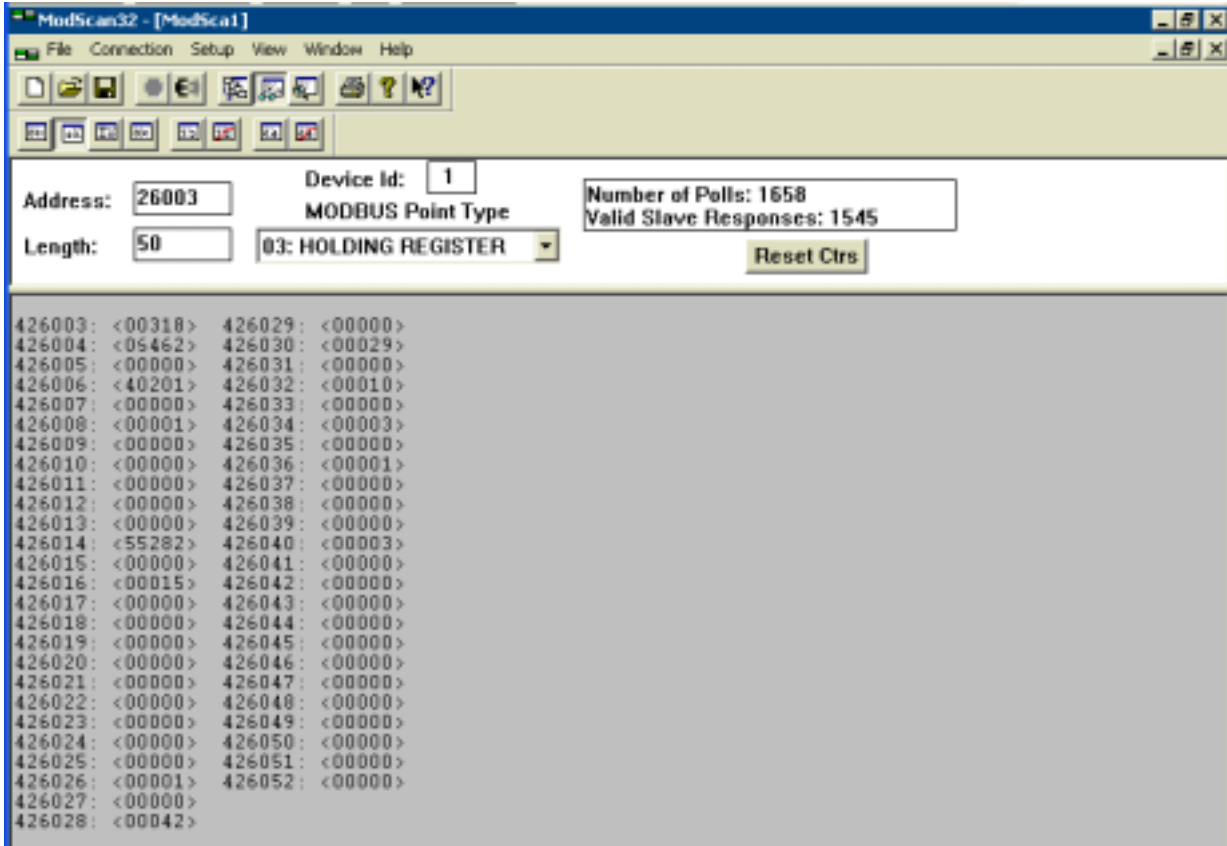 ModScan32 - [ModSca1]
File Connection Setup View Window Help
Device Id: 1
Address: 26003
MODBUS Point Type
Length: 50
03: HOLDING REGISTER
Number of Polls: 1658
Valid Slave Responses: 1545
Reset Ctrs
426003: <00318> 426029: <00000>
426004: <05462> 426030: <00029>
426005: <00000> 426031: <00000>
426006: <40201> 426032: <00010>
426007: <00000> 426033: <00000>
426008: <00001> 426034: <00003>
426009: <00000> 426035: <00000>
426010: <00000> 426036: <00001>
426011: <00000> 426037: <00000>
426012: <00000> 426038: <00000>
426013: <00000> 426039: <00000>
426014: <55282> 426040: <00003>
426015: <00000> 426041: <00000>
426016: <00015> 426042: <00000>
426017: <00000> 426043: <00000>
426018: <00000> 426044: <00000>
426019: <00000> 426045: <00000>
426020: <00000> 426046: <00000>
426021: <00000> 426047: <00000>
426022: <00000> 426048: <00000>
426023: <00000> 426049: <00000>
426024: <00000> 426050: <00000>
426025: <00000> 426051: <00000>
426026: <00001> 426052: <00000>
426027: <00000>
426028: <00042>